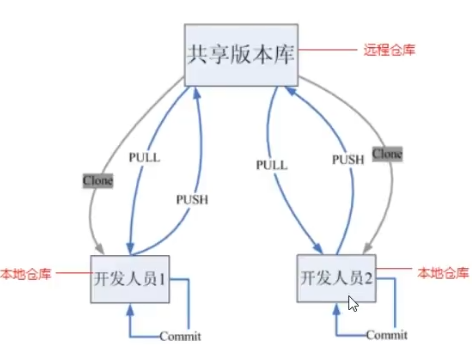 共享版本库
远程仓库
PULL
Clone
PUSH
PULL
PUSH
Clone
本地仓库
开发人员1
开发人员2
本地仓库
Commit
Commit